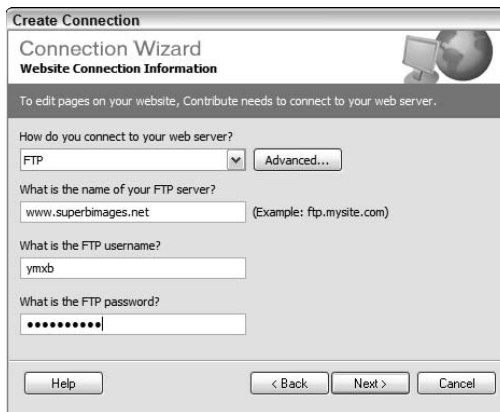 Create Connection
Connection Wizard
Website Connection Information
To edit pages on your website, Contribute needs to connect to your web server.
How do you connect to your web server?
FTP
Advanced...
What is the name of your FTP server?
www.superbimages.net (Example: ftp.mysite.com)
What is the FTP username?
ymxb
What is the FTP password?
••••••••••
Help < Back Next > Cancel